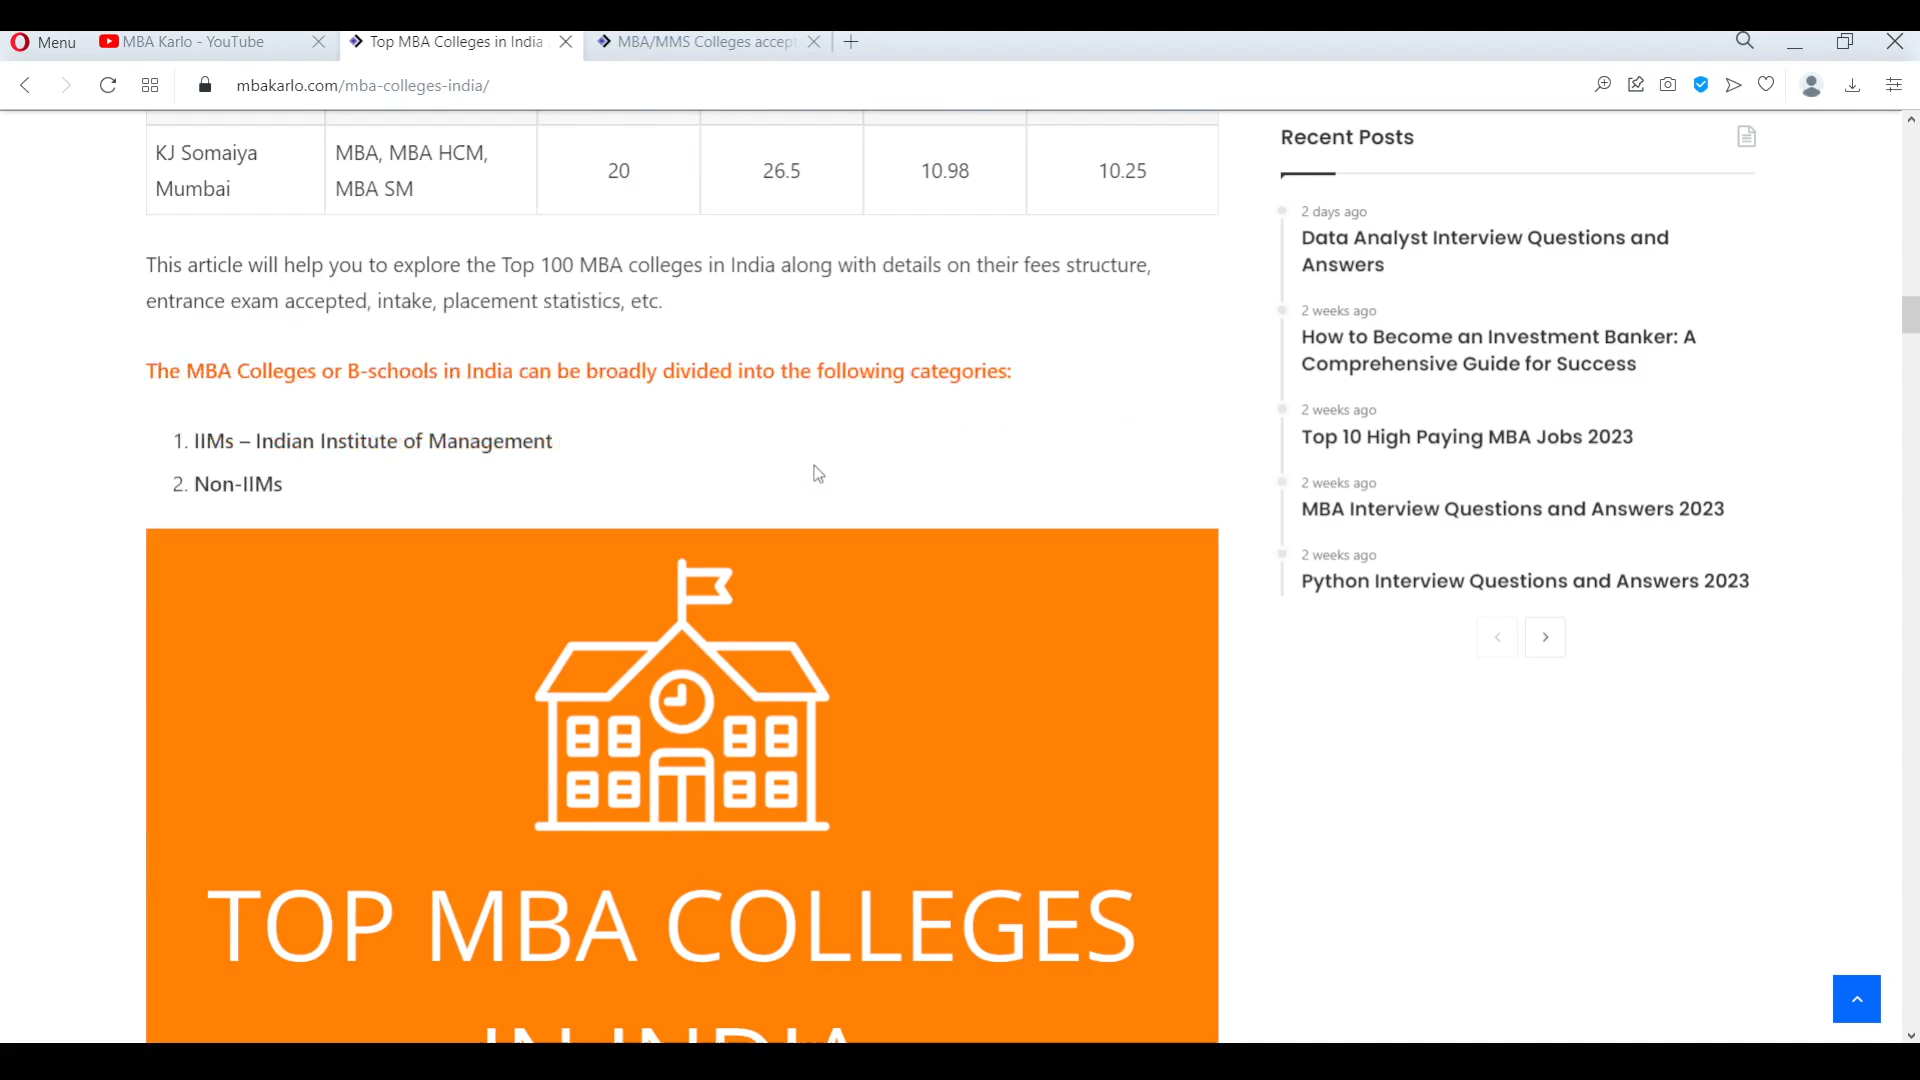 Menu
MBA Karlo - YouTube
Top MBA Colleges in India
MBA/MMS Colleges accept
mbakarlo.com/mba-colleges-india/
KJ Somaiya
Mumbai
MBA, MBA HCM,
MBA SM
20
26.5
10.98
10.25
This article will help you to explore the Top 100 MBA colleges in India along with details on their fees structure,
entrance exam accepted, intake, placement statistics, etc.
The MBA Colleges or B-schools in India can be broadly divided into the following categories:
1. IIMs – Indian Institute of Management
2. Non-IIMs
TOP MBA COLLEGES
IN INDIA
Recent Posts
2 days ago
Data Analyst Interview Questions and
Answers
2 weeks ago
How to Become an Investment Banker: A
Comprehensive Guide for Success
2 weeks ago
Top 10 High Paying MBA Jobs 2023
2 weeks ago
MBA Interview Questions and Answers 2023
2 weeks ago
Python Interview Questions and Answers 2023